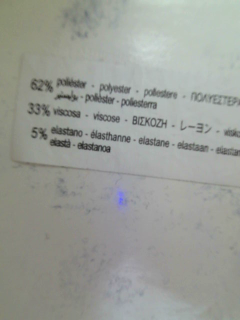 62% poliéster - polyester - poliestere - ΠΟΛΥΕΣΤΕΡ
- poliéster - poliesterra
33% viscosa - viscose - ΒΙΣΚΟΖΗ - レーヨン -
5% elastano - élasthanne - elastane - elastaan -
elastà - elastanoa